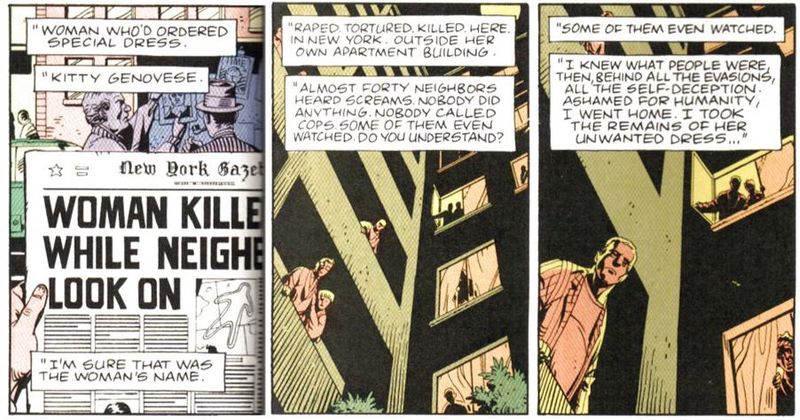 "WOMAN WHO'D ORDERED
SPECIAL DRESS.
"KITTY GENOVESE.
New York Gazet
WOMAN KILLE
WHILE NEIGHB
LOOK ON
"I'M SURE THAT WAS
THE WOMAN'S NAME.
"RAPED. TORTURED. KILLED. HERE.
IN NEW YORK. OUTSIDE HER
OWN APARTMENT BUILDING.
"ALMOST FORTY NEIGHBORS
HEARD SCREAMS. NOBODY DID
ANYTHING. NOBODY CALLED
COPS. SOME OF THEM EVEN
WATCHED. DO YOU UNDERSTAND?
"SOME OF THEM EVEN WATCHED.
"I KNEW WHAT PEOPLE WERE,
THEN, BEHIND ALL THE EVASIONS,
ALL THE SELF-DECEPTION.
ASHAMED FOR HUMANITY,
I WENT HOME. I TOOK
THE REMAINS OF HER
UNWANTED DRESS..."